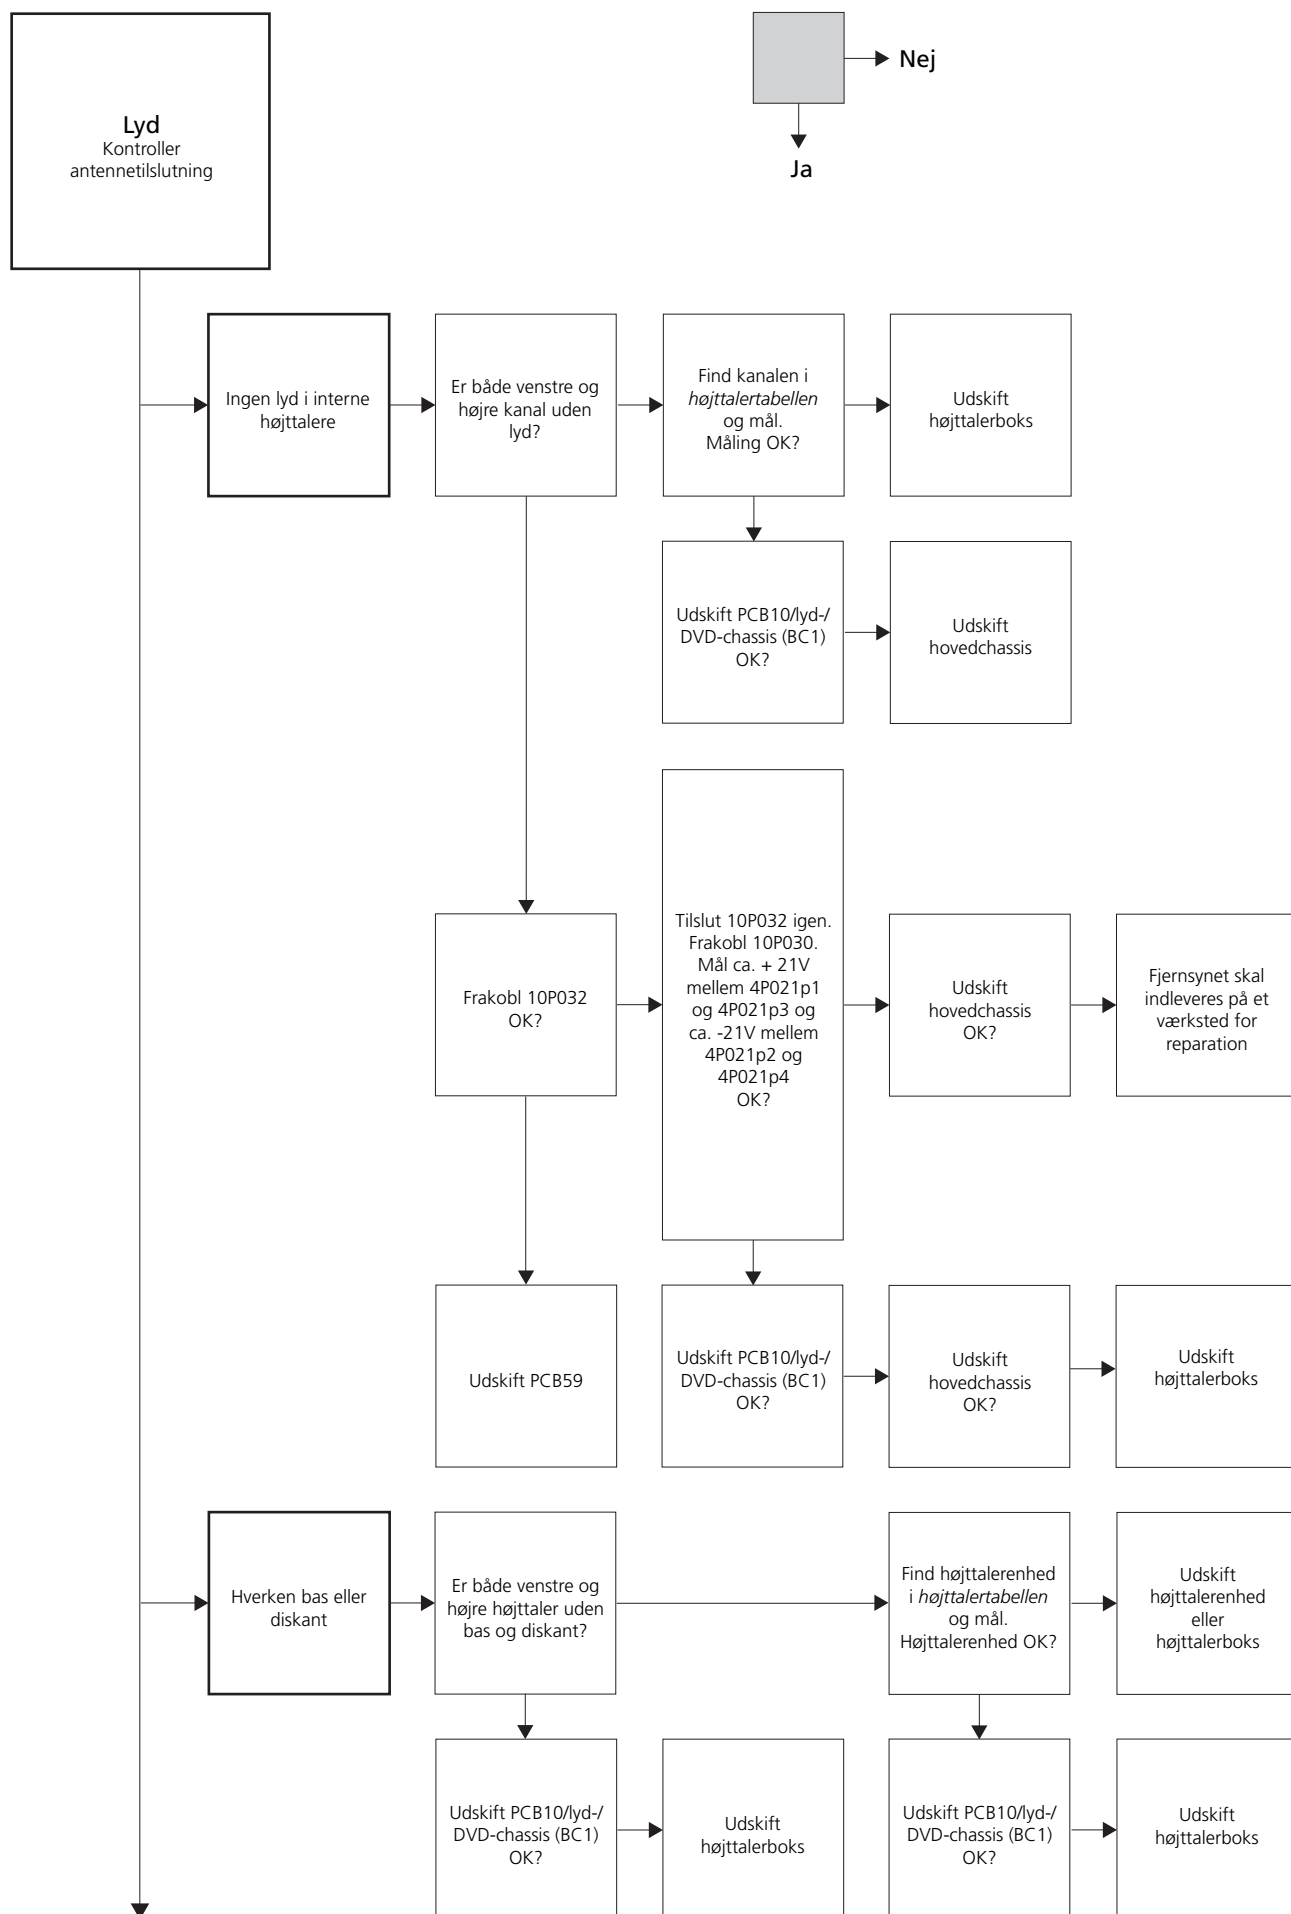 Lyd
Kontroller
antennetilslutning
Nej
Ja
Ingen lyd i interne
højttalere
Er både venstre og
højre kanal uden
lyd?
Find kanalen i
højttalertabellen
og mål.
Måling OK?
Udskift
højttalerboks
Udskift PCB10/lyd-/
DVD-chassis (BC1)
OK?
Udskift
hovedchassis
Frakobl 10P032
OK?
Tilslut 10P032 igen.
Frakobl 10P030.
Mål ca. + 21V
mellem 4P021p1
og 4P021p3 og
ca. -21V mellem
4P021p2 og
4P021p4
OK?
Udskift
hovedchassis
OK?
Fjernsynet skal
indleveres på et
værksted for
reparation
Udskift PCB59
Udskift PCB10/lyd-/
DVD-chassis (BC1)
OK?
Udskift
hovedchassis
OK?
Udskift
højttalerboks
Hverken bas eller
diskant
Er både venstre og
højre højttaler uden
bas og diskant?
Find højttalerenhed
i højttalertabellen
og mål.
Højttalerenhed OK?
Udskift
højttalerenhed
eller
højttalerboks
Udskift PCB10/lyd-/
DVD-chassis (BC1)
OK?
Udskift
højttalerboks
Udskift PCB10/lyd-/
DVD-chassis (BC1)
OK?
Udskift
højttalerboks